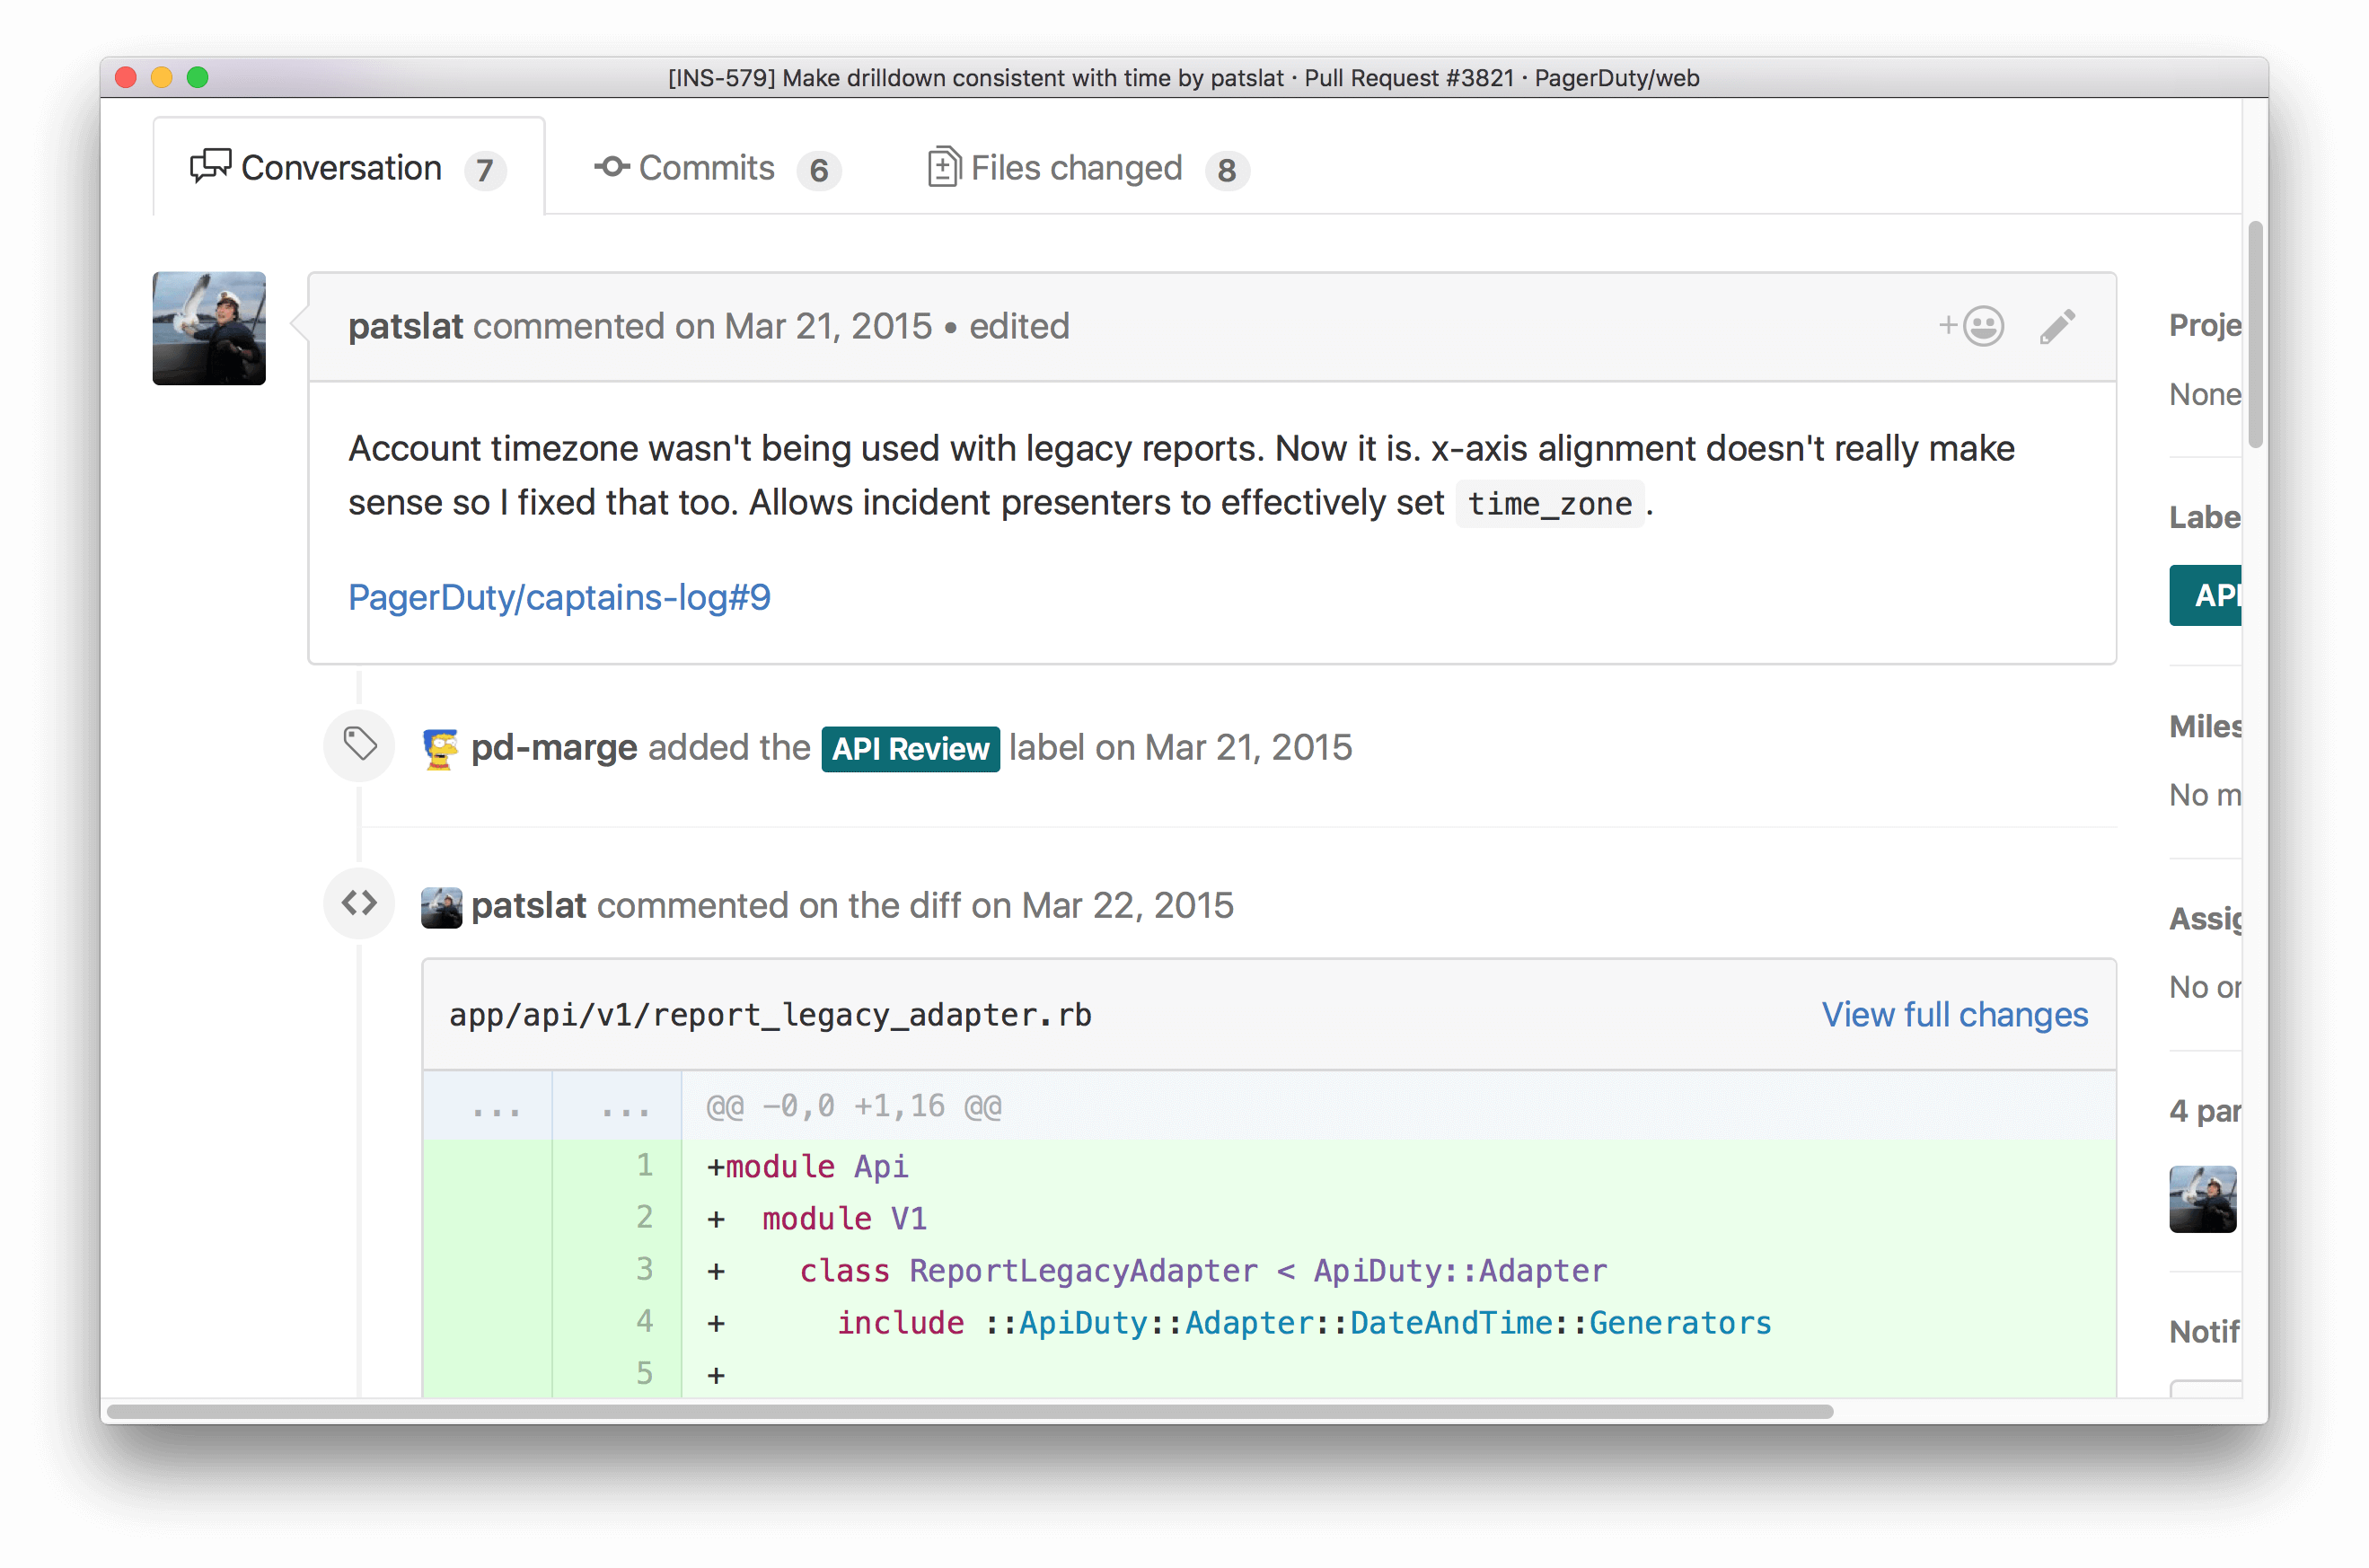 [INS-579] Make drilldown consistent with time by patslat · Pull Request #3821 · PagerDuty/web
Conversation 7 Commits 6 Files changed 8
patslat commented on Mar 21, 2015 • edited
Account timezone wasn't being used with legacy reports. Now it is. x-axis alignment doesn't really make
sense so I fixed that too. Allows incident presenters to effectively set time_zone.
PagerDuty/captains-log#9
pd-marge added the API Review label on Mar 21, 2015
patslat commented on the diff on Mar 22, 2015
app/api/v1/report_legacy_adapter.rb View full changes
... ... @@ -0,0 +1,16 @@
1 +module Api
2 +  module V1
3 +    class ReportLegacyAdapter < ApiDuty::Adapter
4 +      include ::ApiDuty::Adapter::DateAndTime::Generators
5 +
Proje
None
Labe
API
Miles
No m
Assig
No or
4 par
Notif